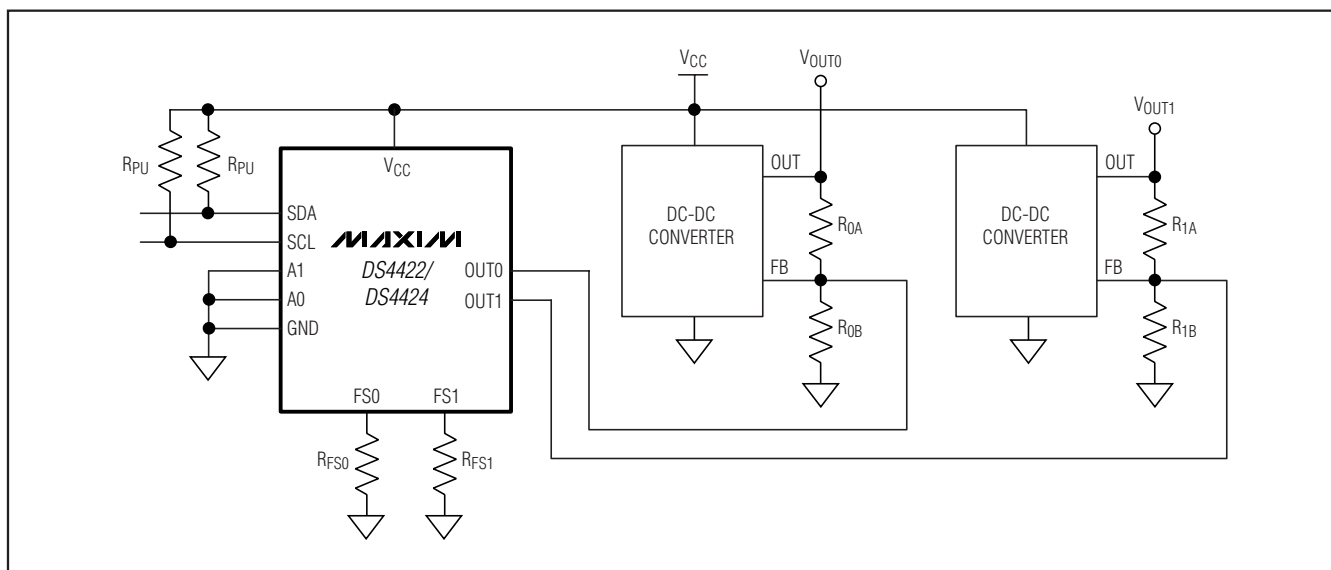 VCC
VOUT0
VOUT1
RPU
RPU
VCC
SDA
SCL
A1
A0
GND
MAXIM
DS4422/
DS4424
OUT0
OUT1
FS0
FS1
RFS0
RFS1
DC-DC
CONVERTER
OUT
FB
R0A
R0B
DC-DC
CONVERTER
OUT
FB
R1A
R1B